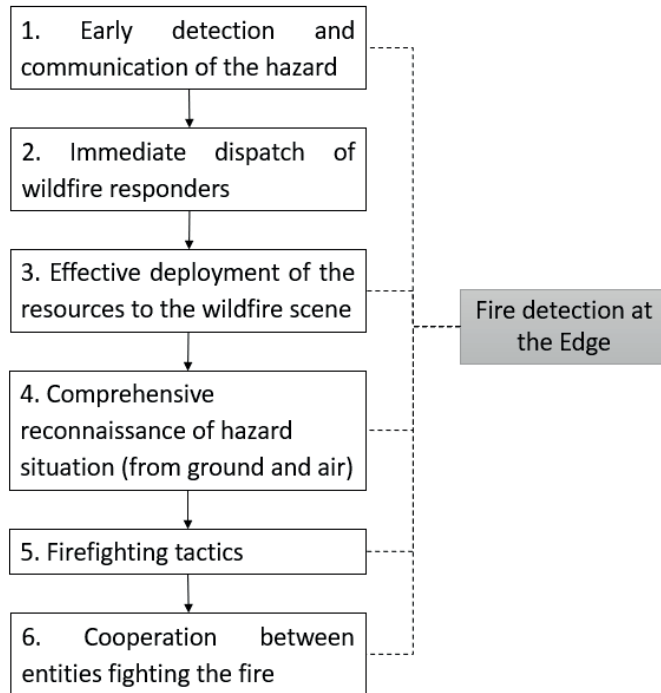 1. Early detection and
communication of the hazard
2. Immediate dispatch of
wildfire responders
3. Effective deployment of the
resources to the wildfire scene
4. Comprehensive
reconnaissance of hazard
situation (from ground and air)
5. Firefighting tactics
6. Cooperation between
entities fighting the fire
Fire detection at
the Edge